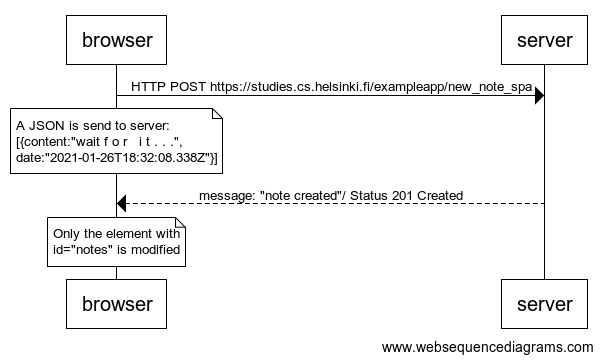 browser
server
HTTP POST https://studies.cs.helsinki.fi/exampleapp/new_note_spa
A JSON is send to server:
[{content:"wait f o r   i t . . .",
date:"2021-01-26T18:32:08.338Z"}]
message: "note created"/ Status 201 Created
Only the element with
id="notes" is modified
browser
server
www.websequencediagrams.com